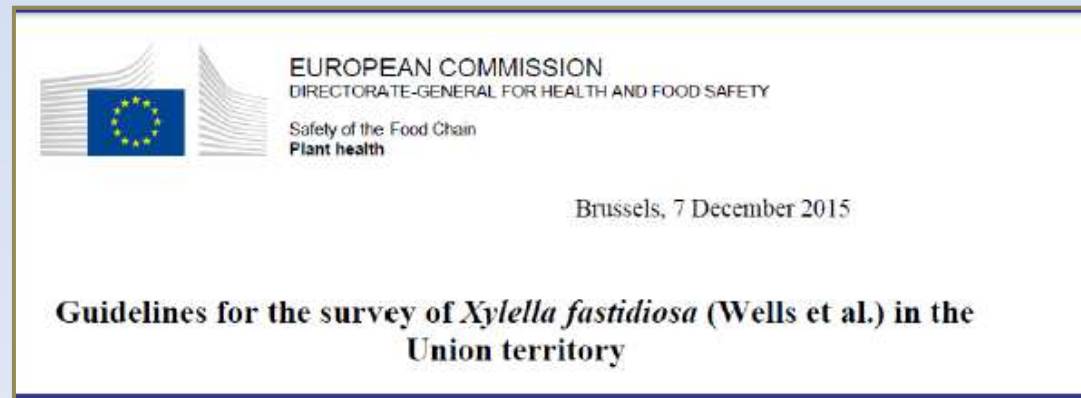 EUROPEAN COMMISSION
DIRECTORATE-GENERAL FOR HEALTH AND FOOD SAFETY
Safety of the Food Chain
Plant health
Brussels, 7 December 2015
Guidelines for the survey of Xylella fastidiosa (Wells et al.) in the
Union territory